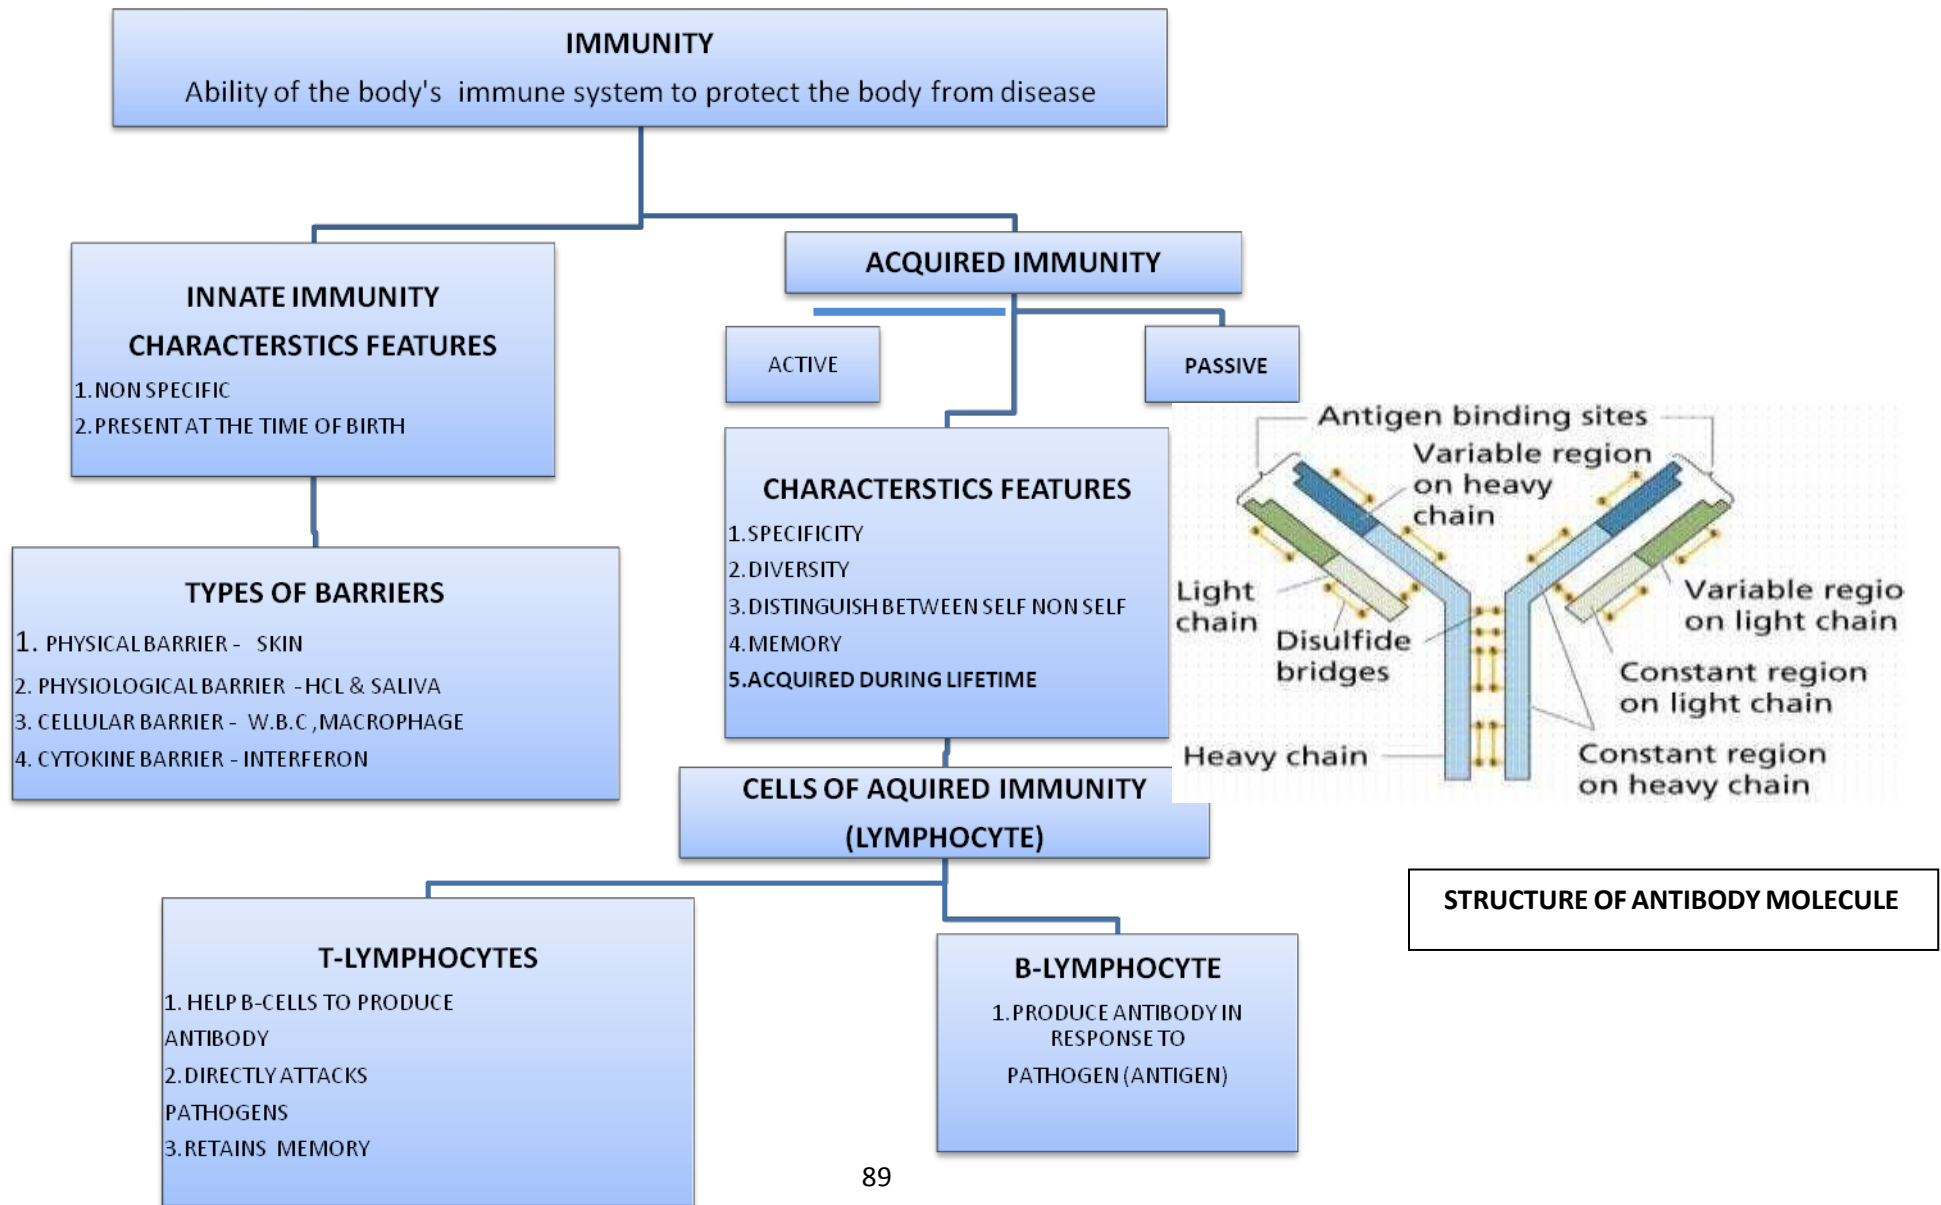 IMMUNITY
Ability of the body's immune system to protect the body from disease
INNATE IMMUNITY
CHARACTERSTICS FEATURES
1.NON SPECIFIC
2.PRESENT AT THE TIME OF BIRTH
TYPES OF BARRIERS
1. PHYSICAL BARRIER - SKIN
2. PHYSIOLOGICAL BARRIER -HCL & SALIVA
3. CELLULAR BARRIER - W.B.C ,MACROPHAGE
4. CYTOKINE BARRIER - INTERFERON
ACQUIRED IMMUNITY
ACTIVE
PASSIVE
CHARACTERSTICS FEATURES
1.SPECIFICITY
2.DIVERSITY
3.DISTINGUISH BETWEEN SELF NON SELF
4.MEMORY
5.ACQUIRED DURING LIFETIME
CELLS OF AQUIRED IMMUNITY
(LYMPHOCYTE)
T-LYMPHOCYTES
1. HELP B-CELLS TO PRODUCE
ANTIBODY
2.DIRECTLY ATTACKS
PATHOGENS
3.RETAINS MEMORY
B-LYMPHOCYTE
1.PRODUCE ANTIBODY IN
RESPONSE TO
PATHOGEN (ANTIGEN)
Antigen binding sites
Variable region
on heavy
chain
Light
chain
Disulfide
bridges
Variable regio
on light chain
Constant region
on light chain
Heavy chain
Constant region
on heavy chain
STRUCTURE OF ANTIBODY MOLECULE
89